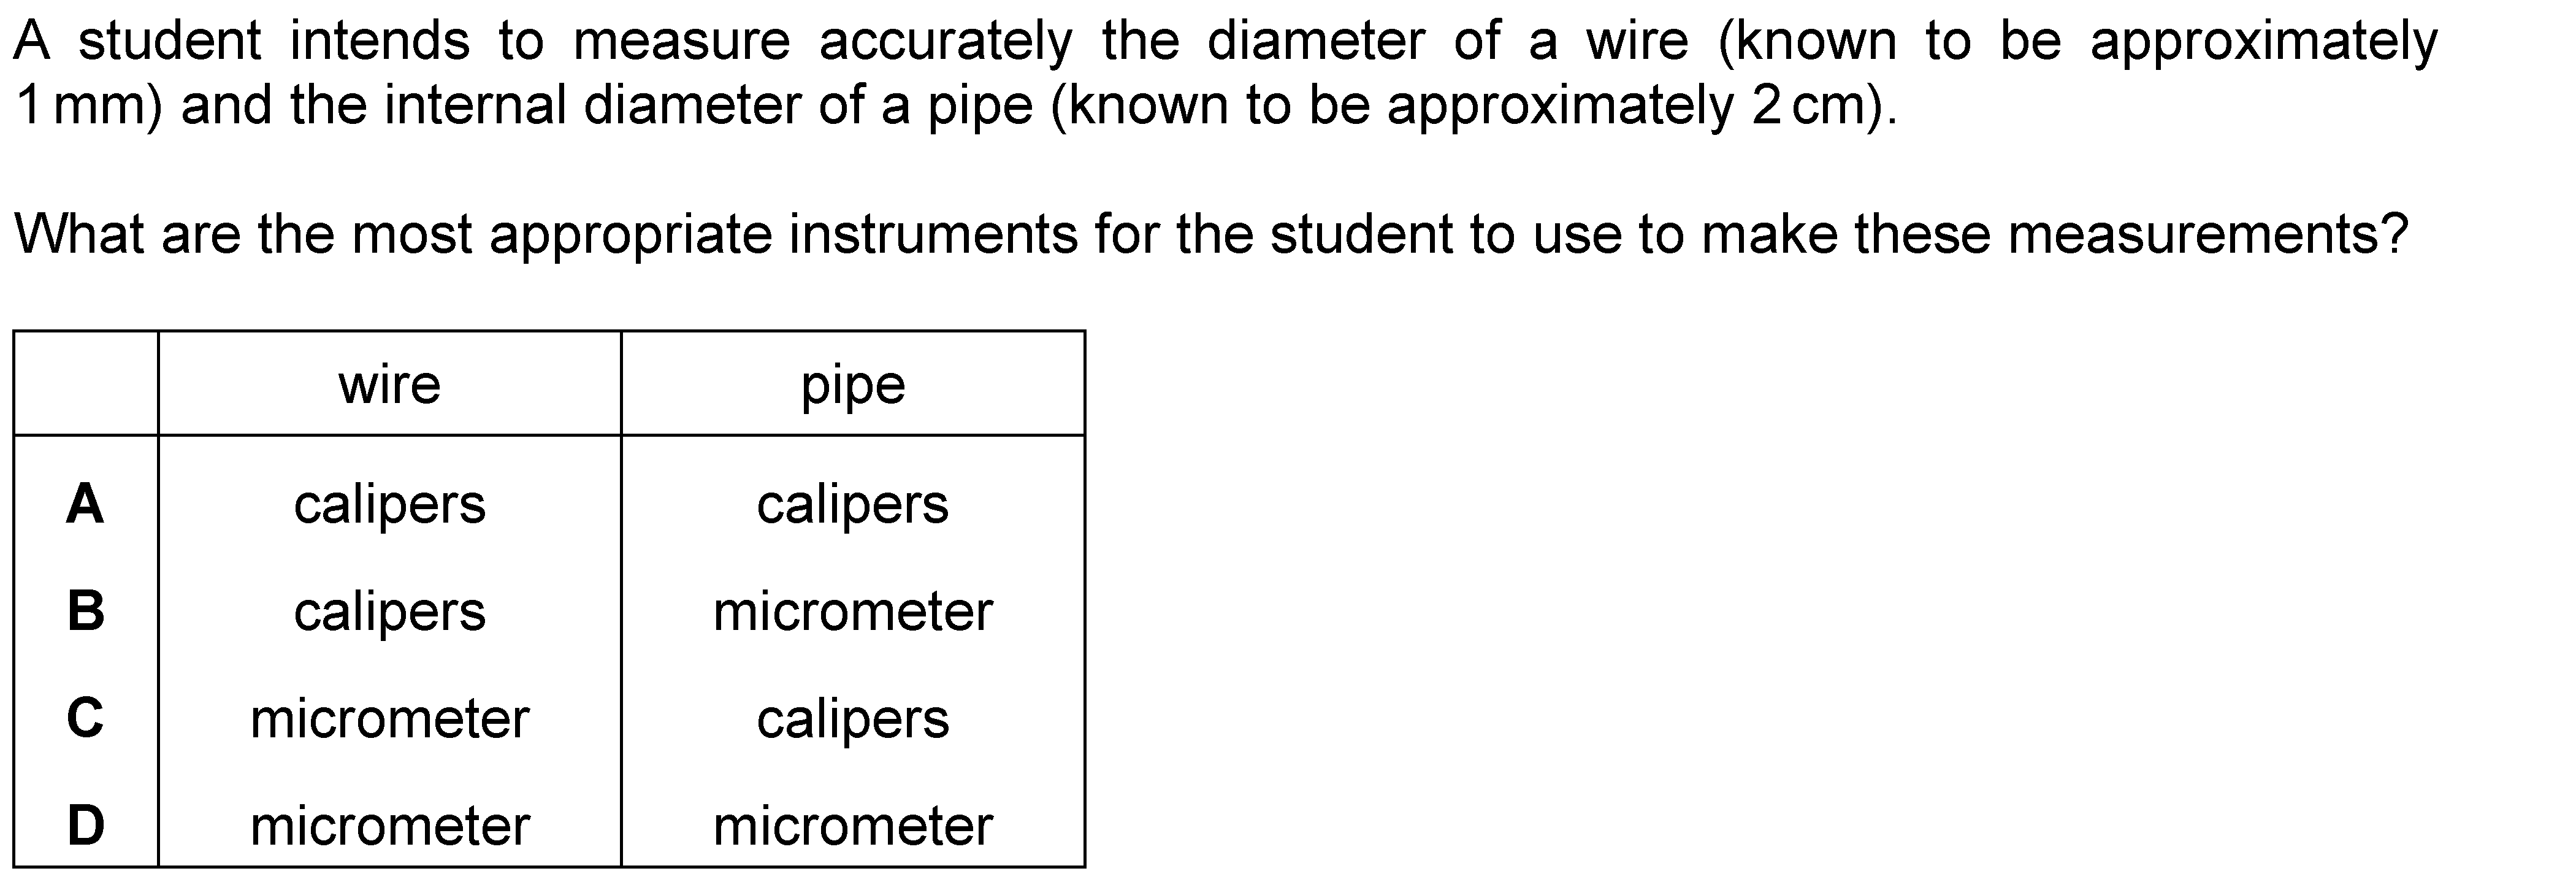 A student intends to measure accurately the diameter of a wire (known to be approximately
1 mm) and the internal diameter of a pipe (known to be approximately 2 cm).
What are the most appropriate instruments for the student to use to make these measurements?
wire pipe
A calipers calipers
B calipers micrometer
C micrometer calipers
D micrometer micrometer